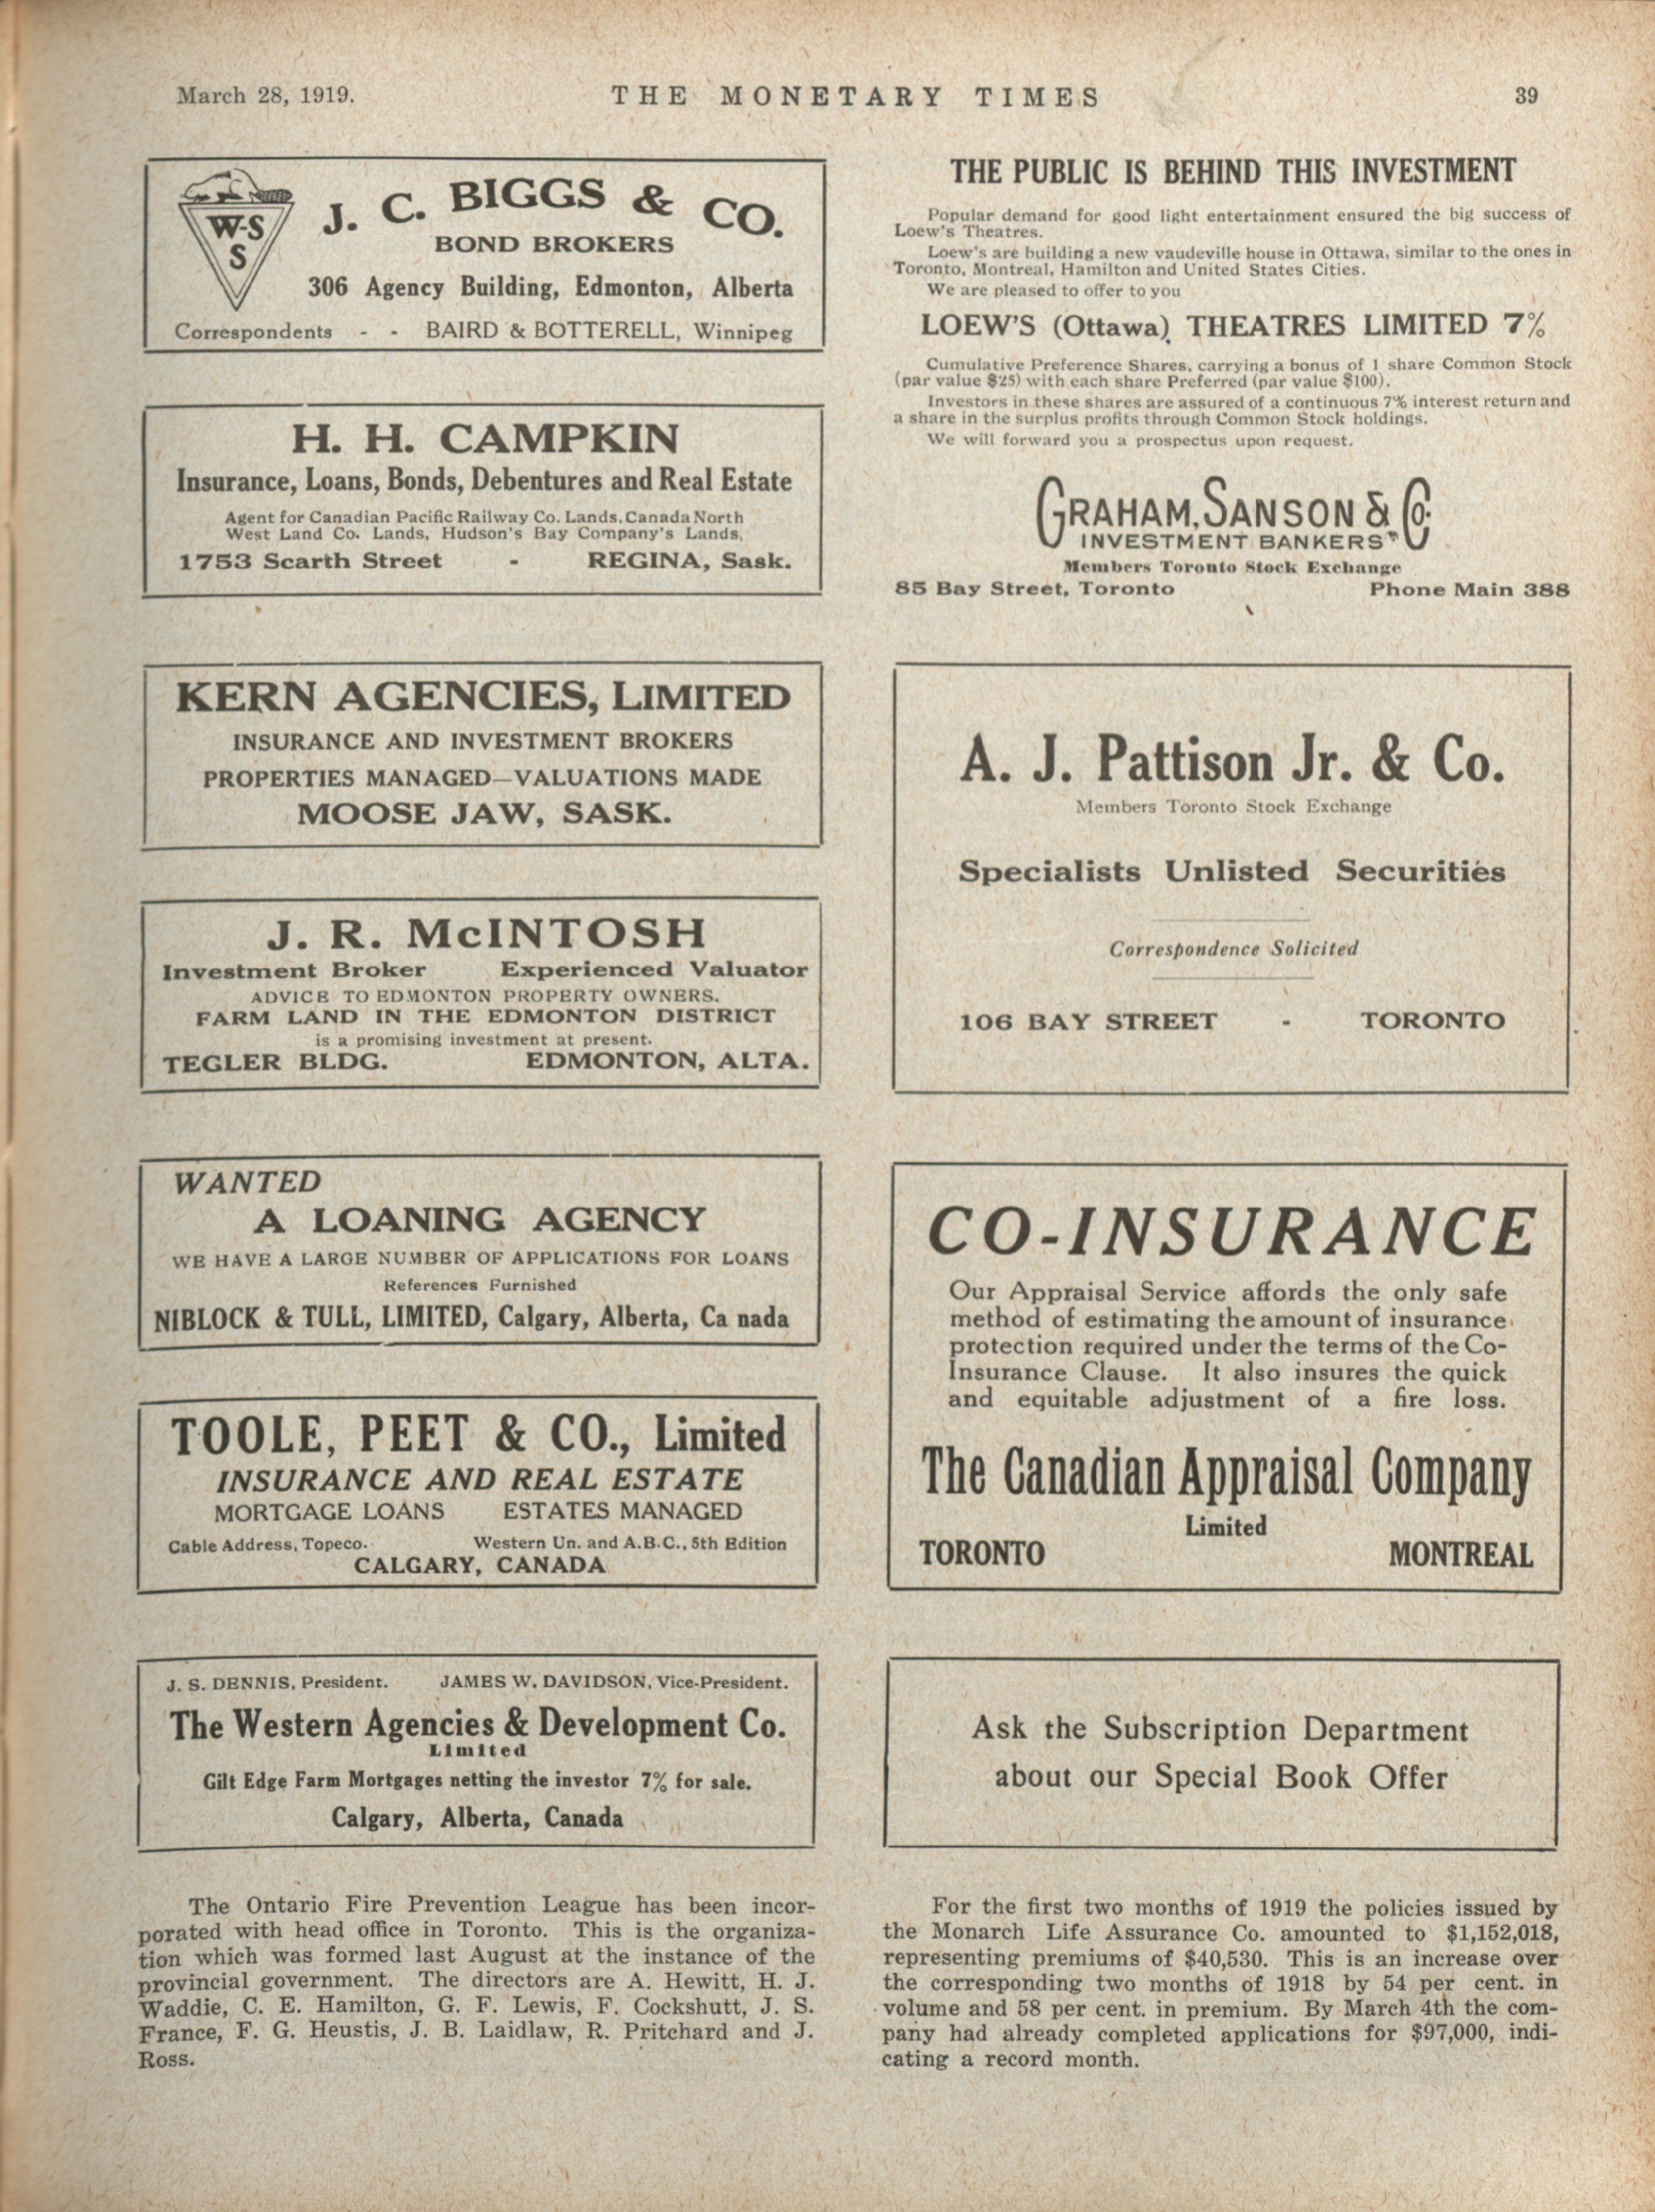 March 28, 1919.
THE MONETARY TIMES
39
W-S
S
J. C. BIGGS & CO.
BOND BROKERS
306 Agency Building, Edmonton, Alberta
Correspondents - - BAIRD & BOTTERELL, Winnipeg
H. H. CAMPKIN
Insurance, Loans, Bonds, Debentures and Real Estate
Agent for Canadian Pacific Railway Co. Lands, Canada North
West Land Co. Lands, Hudson's Bay Company's Lands,
1753 Scarth Street - REGINA, Sask.
KERN AGENCIES, LIMITED
INSURANCE AND INVESTMENT BROKERS
PROPERTIES MANAGED—VALUATIONS MADE
MOOSE JAW, SASK.
J. R. McINTOSH
Investment Broker Experienced Valuator
ADVICE TO EDMONTON PROPERTY OWNERS.
FARM LAND IN THE EDMONTON DISTRICT
is a promising investment at present.
TEGLER BLDG. EDMONTON, ALTA.
WANTED
A LOANING AGENCY
WE HAVE A LARGE NUMBER OF APPLICATIONS FOR LOANS
References Furnished
NIBLOCK & TULL, LIMITED, Calgary, Alberta, Ca nada
TOOLE, PEET & CO., Limited
INSURANCE AND REAL ESTATE
MORTGAGE LOANS ESTATES MANAGED
Cable Address, Topeco. Western Un. and A.B.C., 5th Edition
CALGARY, CANADA
J. S. DENNIS, President. JAMES W. DAVIDSON, Vice-President.
The Western Agencies & Development Co.
Limited
Gilt Edge Farm Mortgages netting the investor 7% for sale.
Calgary, Alberta, Canada
The Ontario Fire Prevention League has been incor-
porated with head office in Toronto. This is the organiza-
tion which was formed last August at the instance of the
provincial government. The directors are A. Hewitt, H. J.
Waddie, C. E. Hamilton, G. F. Lewis, F. Cockshutt, J. S.
France, F. G. Heustis, J. B. Laidlaw, R. Pritchard and J.
Ross.
THE PUBLIC IS BEHIND THIS INVESTMENT
Popular demand for good light entertainment ensured the big success of
Loew's Theatres.
Loew's are building a new vaudeville house in Ottawa, similar to the ones in
Toronto, Montreal, Hamilton and United States Cities.
We are pleased to offer to you
LOEW'S (Ottawa) THEATRES LIMITED 7%
Cumulative Preference Shares, carrying a bonus of 1 share Common Stock
(par value $25) with each share Preferred (par value $100).
Investors in these shares are assured of a continuous 7% interest return and
a share in the surplus profits through Common Stock holdings.
We will forward you a prospectus upon request.
GRAHAM, SANSON & Co.
INVESTMENT BANKERS
Members Toronto Stock Exchange
85 Bay Street, Toronto Phone Main 388
A. J. Pattison Jr. & Co.
Members Toronto Stock Exchange
Specialists Unlisted Securities
Correspondence Solicited
106 BAY STREET - TORONTO
CO-INSURANCE
Our Appraisal Service affords the only safe
method of estimating the amount of insurance
protection required under the terms of the Co-
Insurance Clause. It also insures the quick
and equitable adjustment of a fire loss.
The Canadian Appraisal Company
Limited
TORONTO MONTREAL
Ask the Subscription Department
about our Special Book Offer
For the first two months of 1919 the policies issued by
the Monarch Life Assurance Co. amounted to $1,152,018,
representing premiums of $40,530. This is an increase over
the corresponding two months of 1918 by 54 per cent. in
volume and 58 per cent. in premium. By March 4th the com-
pany had already completed applications for $97,000, indi-
cating a record month.